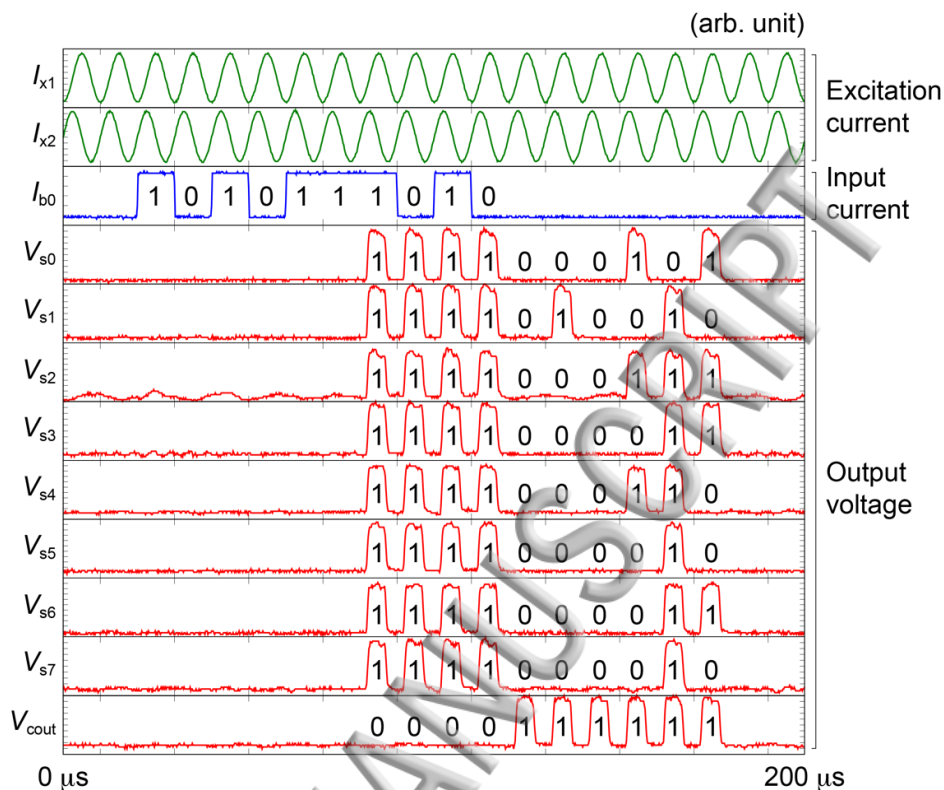 (arb. unit)
Ix1
Excitation
current
Ix2
Ib0 1 0 1 0 1 1 1 0 1 0
Input
current
Vs0 1 1 1 1 0 0 0 1 0 1
Vs1 1 1 1 1 0 1 0 0 1 0
Vs2 1 1 1 1 0 0 0 1 1 1
Vs3 1 1 1 1 0 0 0 0 1 1
Vs4 1 1 1 1 0 0 0 1 1 0
Output
voltage
Vs5 1 1 1 1 0 0 0 0 1 0
Vs6 1 1 1 1 0 0 0 0 1 1
Vs7 1 1 1 1 0 0 0 0 1 0
Vcout 0 0 0 0 1 1 1 1 1 1
0 μs 200 μs
ANUSCRIPT